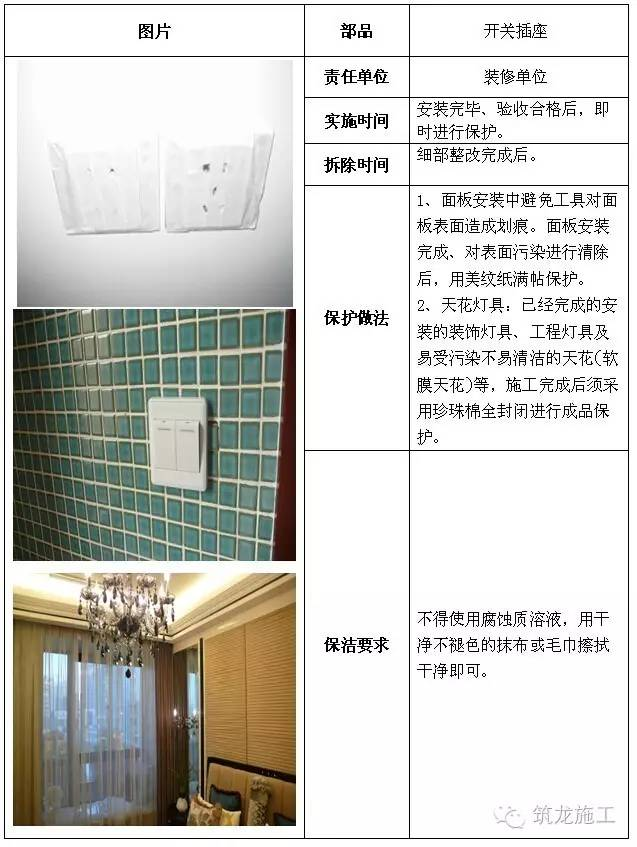 图片
部品
开关插座
责任单位
装修单位
实施时间
安装完毕、验收合格后，即
时进行保护。
拆除时间
细部整改完成后。
保护做法
1、面板安装中避免工具对面
板表面造成划痕。面板安装
完成、对表面污染进行清除
后，用美纹纸满帖保护。
2、天花灯具：已经完成的安
装的装饰灯具、工程灯具及
易受污染不易清洁的天花(软
膜天花)等，施工完成后须采
用珍珠棉全封闭进行成品保
护。
保洁要求
不得使用腐蚀质溶液，用干
净不褪色的抹布或毛巾擦拭
干净即可。
筑龙施工